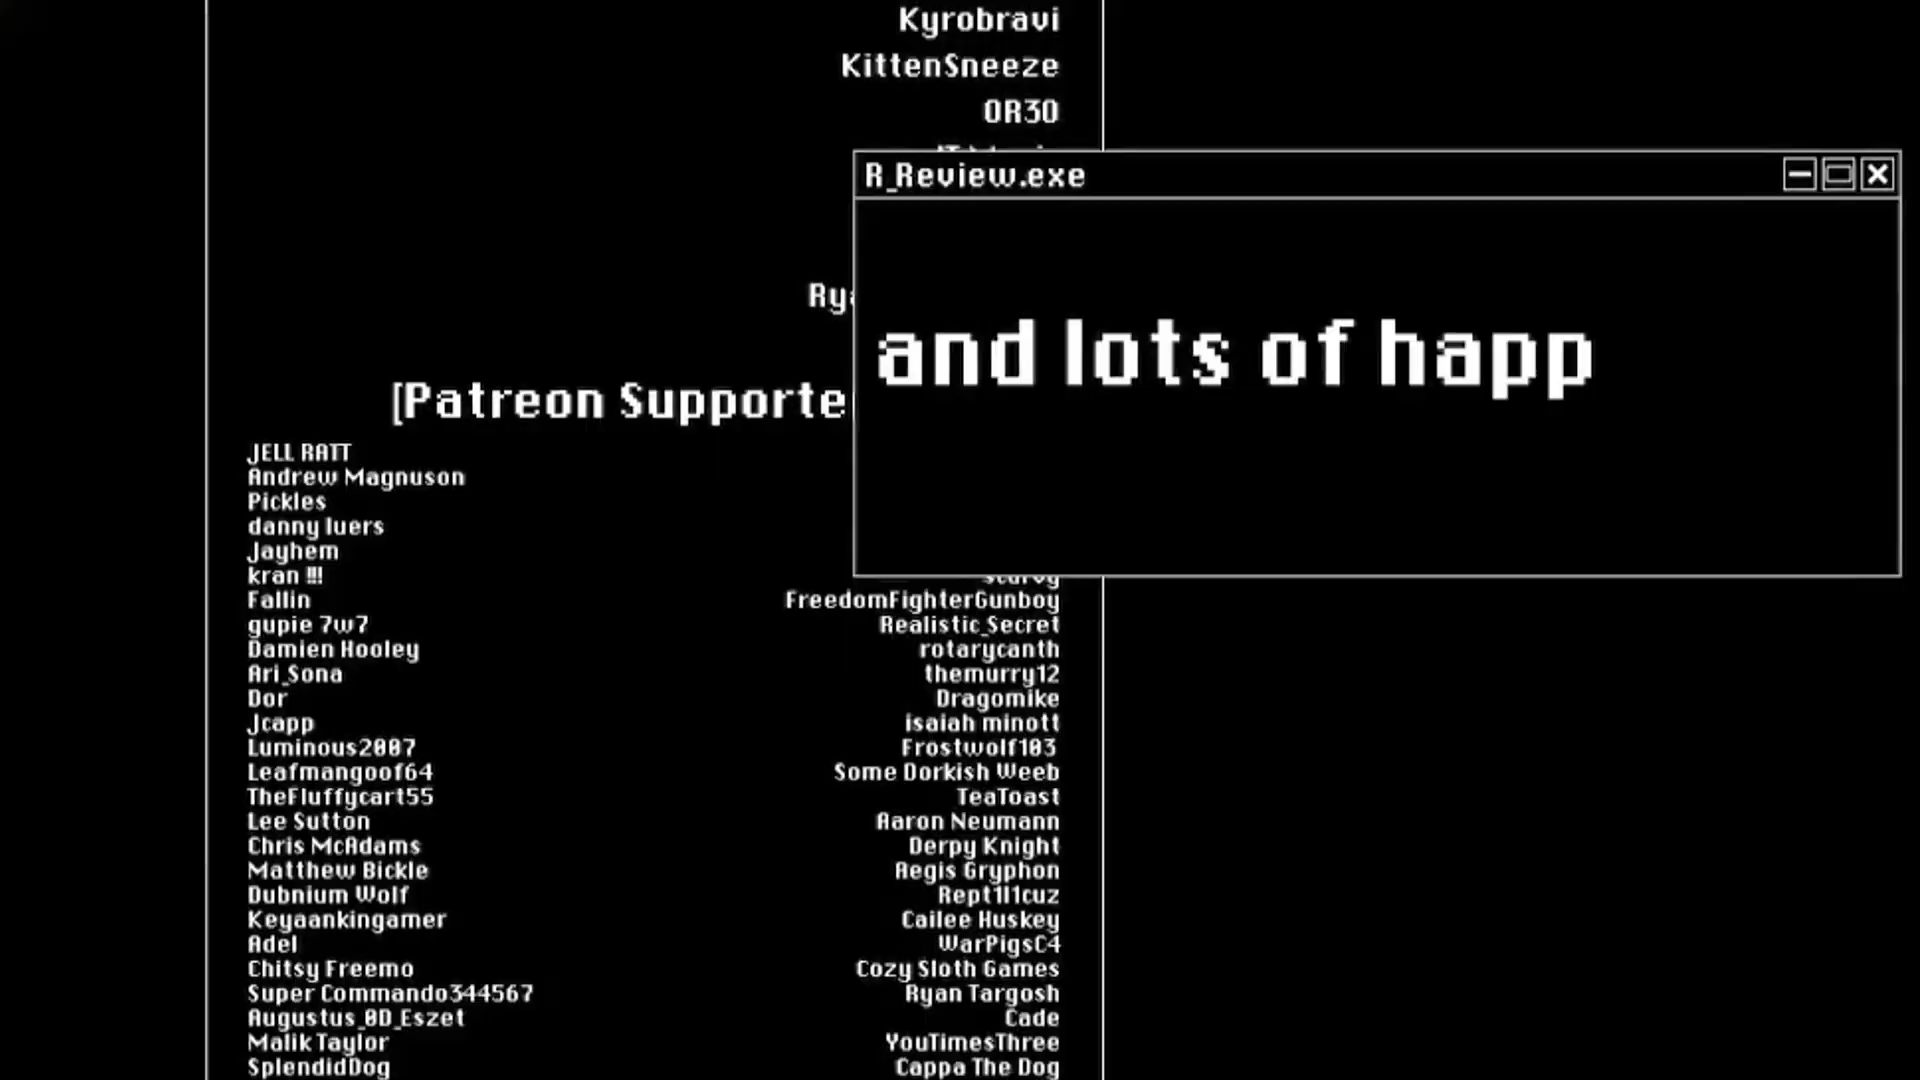 Kyrobravi
KittenSneeze
OR30
R_Review.exe
and lots of happ
[Patreon Supporte
JELL RATT
Andrew Magnuson
Pickles
danny luers
Jayhem
kran !!!
Fallin
FreedomFighterGunboy
gupie 7w7
Realistic_Secret
Damien Hooley
rotarycanth
Ari_Sona
themurry12
Dor
Dragomike
Jcapp
isaiah minott
Luminous2007
Frostwolf103
Leafmangoof64
Some Dorkish Weeb
TheFluffycart55
TeaToast
Lee Sutton
Aaron Neumann
Chris McAdams
Derpy Knight
Matthew Bickle
Aegis Gryphon
Dubnium Wolf
Rept1l1cuz
Keyaankingamer
Cailee Huskey
Adel
WarPigsC4
Chitsy Freemo
Cozy Sloth Games
Super Commando344567
Ryan Targosh
Augustus_0D_Eszet
Cade
Malik Taylor
YouTimesThree
SplendidDog
Cappa The Dog